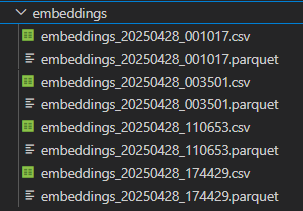 embeddings
embeddings_20250428_001017.csv
embeddings_20250428_001017.parquet
embeddings_20250428_003501.csv
embeddings_20250428_003501.parquet
embeddings_20250428_110653.csv
embeddings_20250428_110653.parquet
embeddings_20250428_174429.csv
embeddings_20250428_174429.parquet